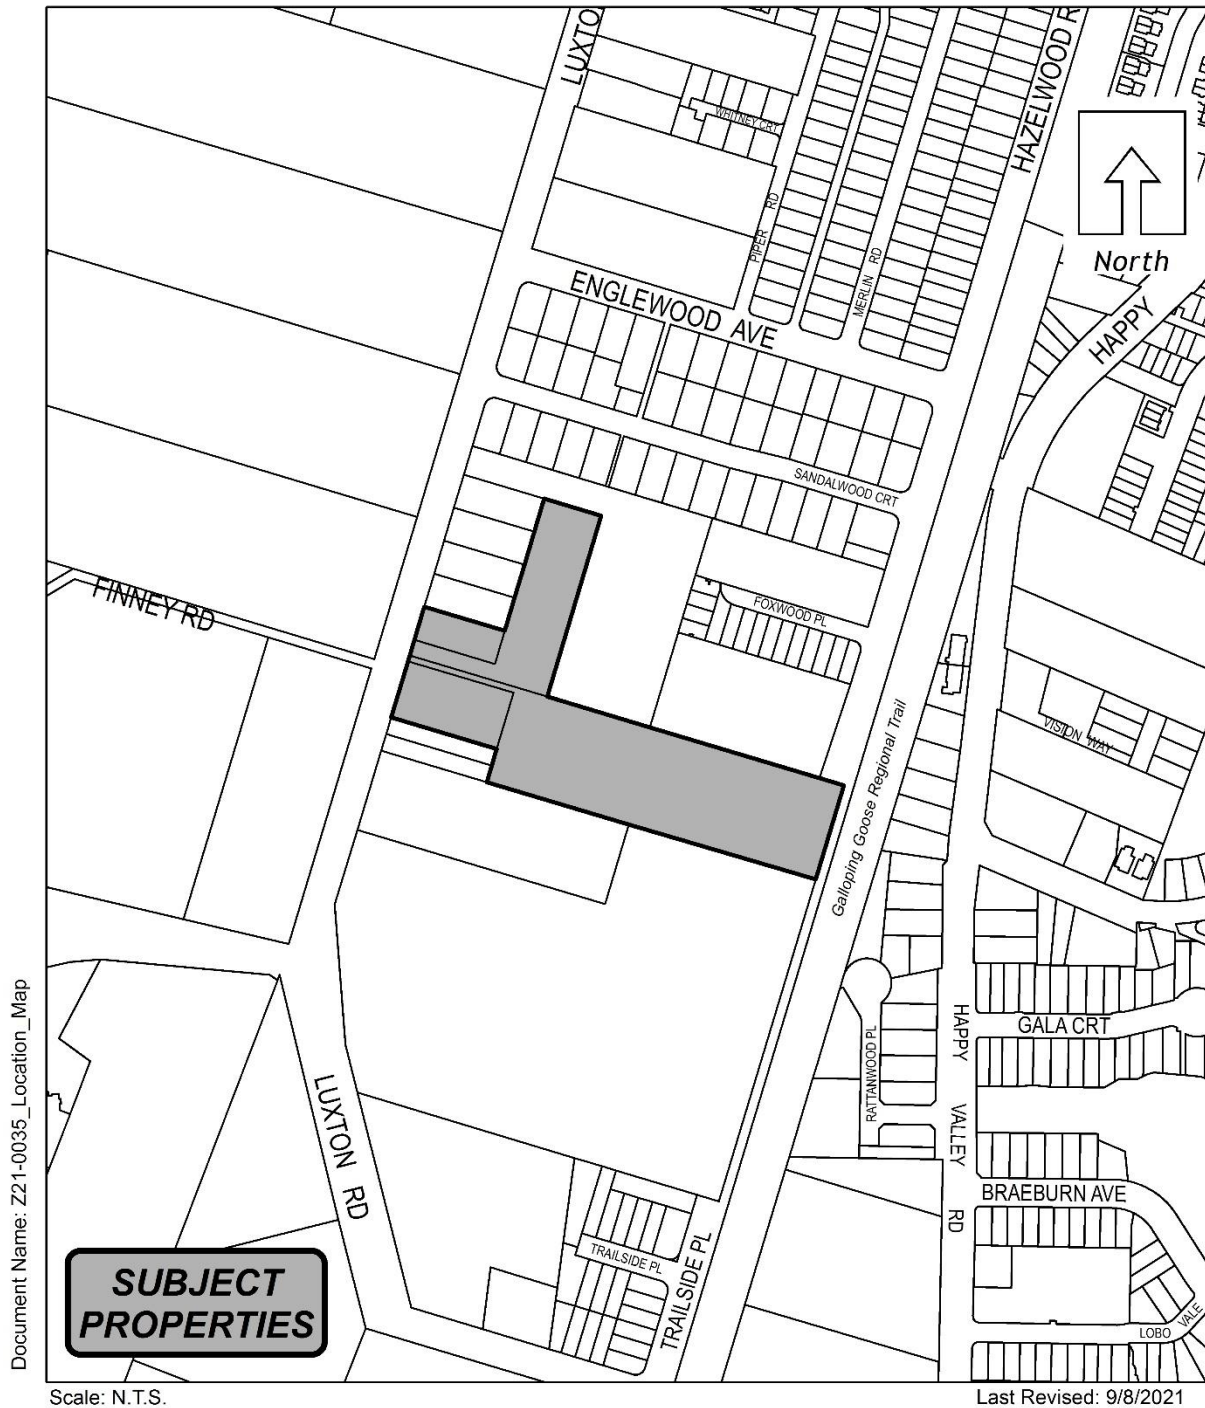 LUXTO
HAZELWOOD R
WHITNEY CRT
PIPER RD
MERLIN RD
North
ENGLEWOOD AVE
HAPPY
SANDALWOOD CRT
FINNEY RD
FOXWOOD PL
VISION WAY
Galloping Goose Regional Trail
RATTANWOOD PL
HAPPY VALLEY RD
GALA CRT
LUXTON RD
BRAEBURN AVE
TRAILSIDE PL
TRAILSIDE PL
LOBO VALE
SUBJECT
PROPERTIES
Document Name: Z21-0035_Location_Map
Scale: N.T.S.
Last Revised: 9/8/2021